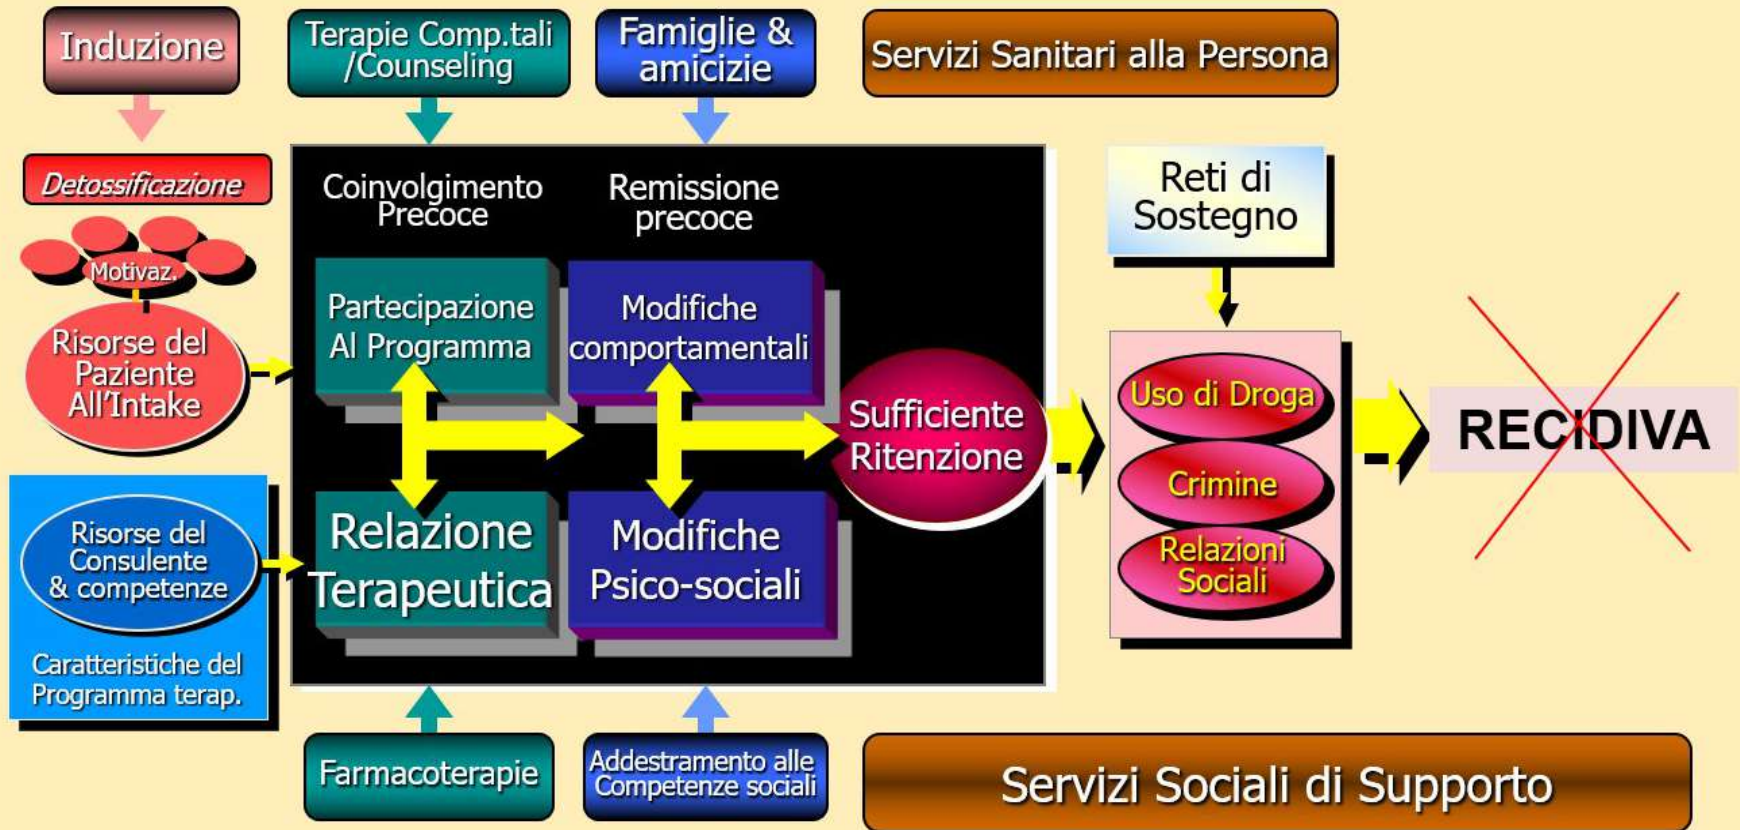 Induzione
Terapie Comp.tali
/Counseling
Famiglie &
amicizie
Servizi Sanitari alla Persona
Detossificazione
Motivaz.
Risorse del
Paziente
All'Intake
Risorse del
Consulente
& competenze
Caratteristiche del
Programma terap.
Coinvolgimento
Precoce
Remissione
precoce
Partecipazione
Al Programma
Modifiche
comportamentali
Relazione
Terapeutica
Modifiche
Psico-sociali
Sufficiente
Ritenzione
Reti di
Sostegno
Uso di Droga
Crimine
Relazioni
Sociali
RECIDIVA
Farmacoterapie
Addestramento alle
Competenze sociali
Servizi Sociali di Supporto